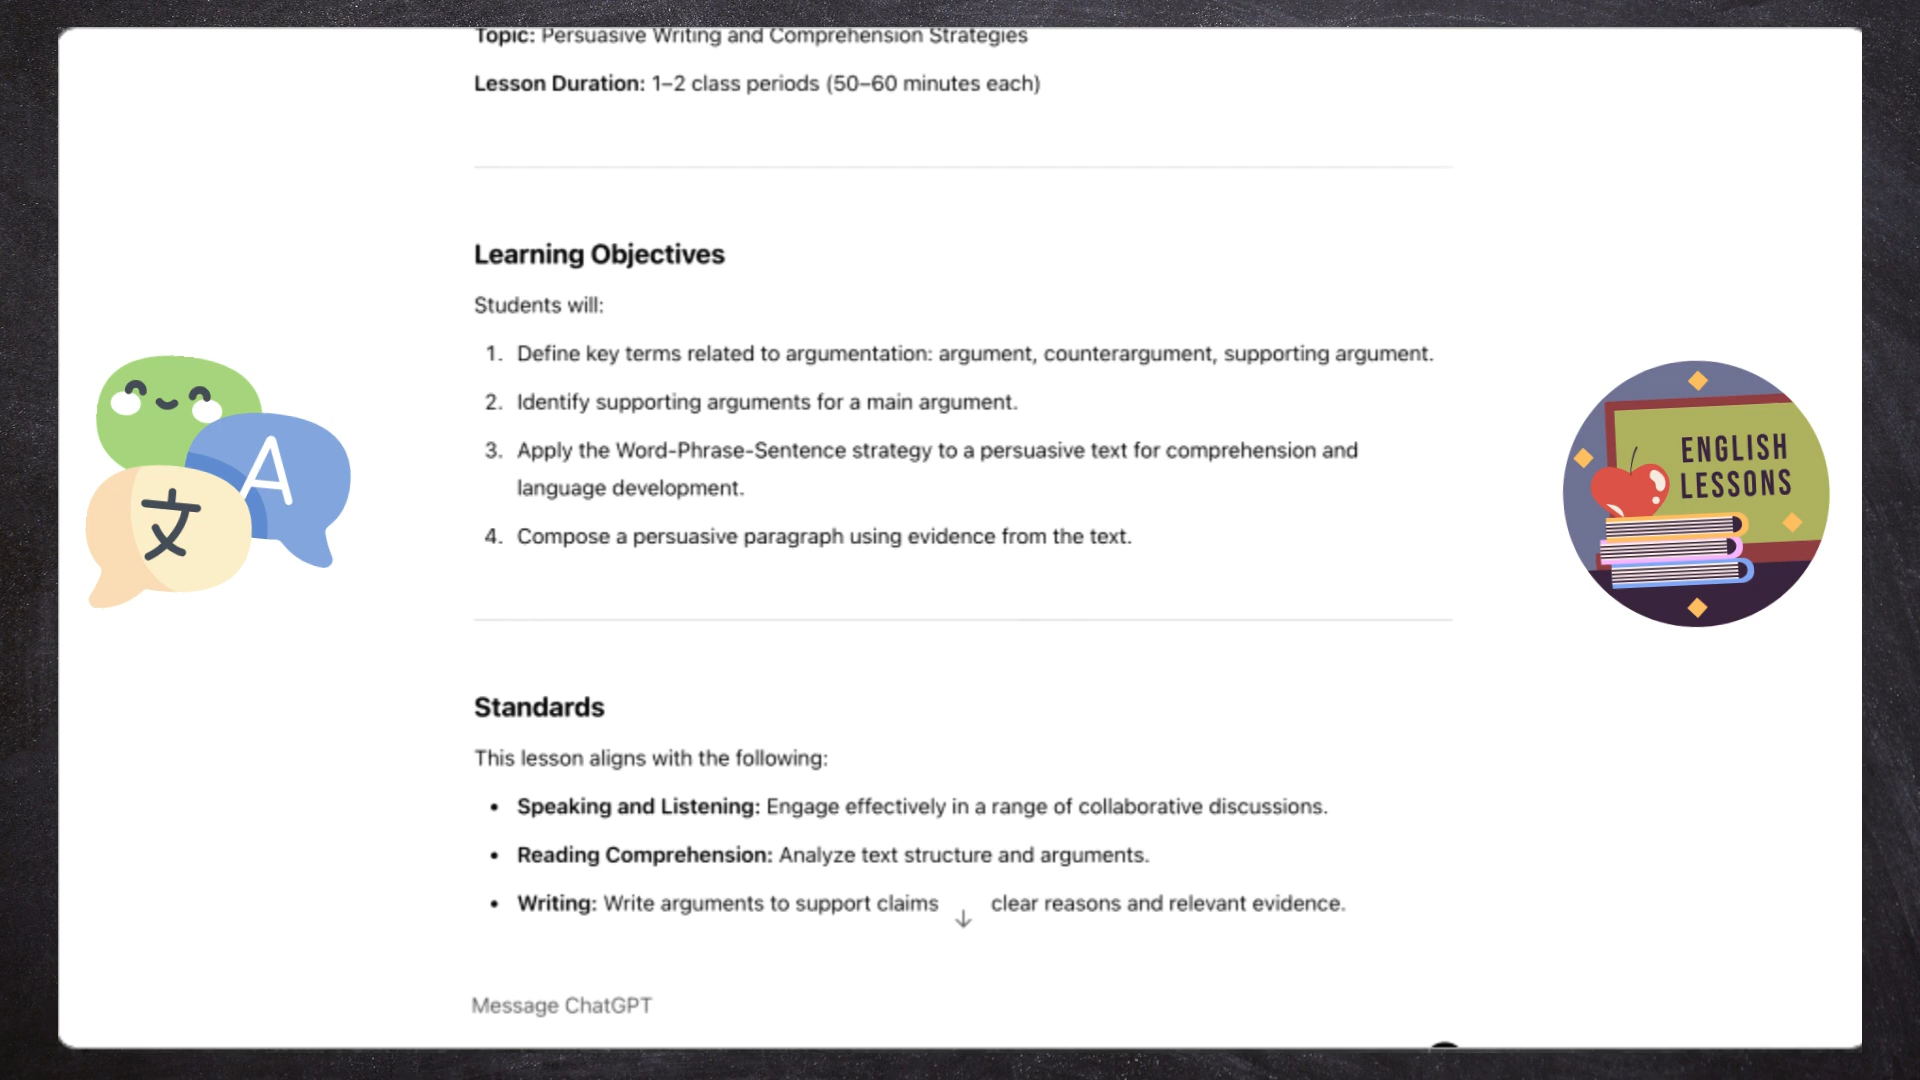 Topic: Persuasive Writing and Comprehension Strategies
Lesson Duration: 1–2 class periods (50–60 minutes each)
Learning Objectives
Students will:
1. Define key terms related to argumentation: argument, counterargument, supporting argument.
2. Identify supporting arguments for a main argument.
3. Apply the Word-Phrase-Sentence strategy to a persuasive text for comprehension and
language development.
4. Compose a persuasive paragraph using evidence from the text.
A
文
ENGLISH
LESSONS
Standards
This lesson aligns with the following:
• Speaking and Listening: Engage effectively in a range of collaborative discussions.
• Reading Comprehension: Analyze text structure and arguments.
• Writing: Write arguments to support claims clear reasons and relevant evidence.
Message ChatGPT